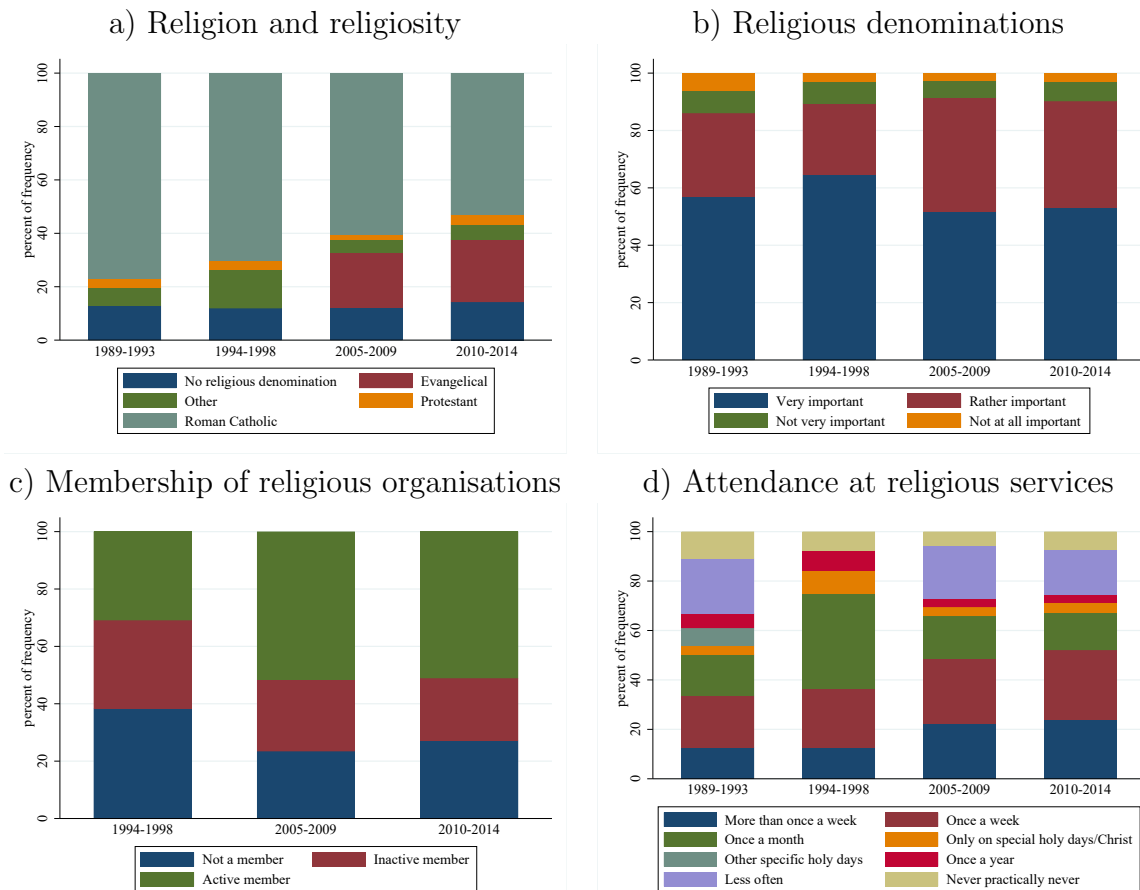 a) Religion and religiosity
percent of frequency
0 20 40 60 80 100
1989-1993 1994-1998 2005-2009 2010-2014
No religious denomination Evangelical
Other Protestant
Roman Catholic
b) Religious denominations
percent of frequency
0 20 40 60 80 100
1989-1993 1994-1998 2005-2009 2010-2014
Very important Rather important
Not very important Not at all important
c) Membership of religious organisations
percent of frequency
0 20 40 60 80 100
1994-1998 2005-2009 2010-2014
Not a member Inactive member
Active member
d) Attendance at religious services
percent of frequency
0 20 40 60 80 100
1989-1993 1994-1998 2005-2009 2010-2014
More than once a week Once a week
Once a month Only on special holy days/Christ
Other specific holy days Once a year
Less often Never practically never